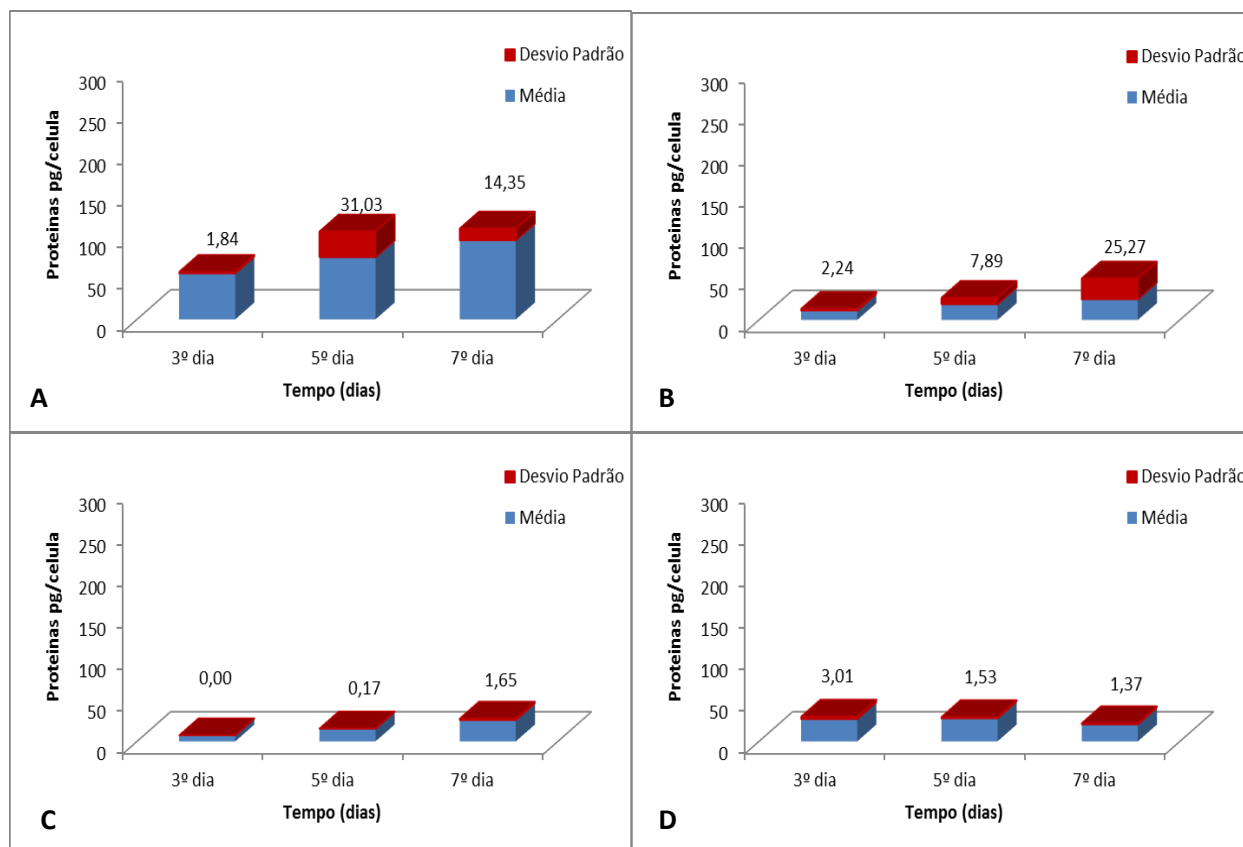 Desvio Padrão
Média
Proteinas pg/celula
300
250
200
150
100
50
0
1,84
31,03
14,35
3º dia
5º dia
7º dia
Tempo (dias)
A
Desvio Padrão
Média
Proteinas pg/celula
300
250
200
150
100
50
0
2,24
7,89
25,27
3º dia
5º dia
7º dia
Tempo (dias)
B
Desvio Padrão
Média
Proteinas pg/celula
300
250
200
150
100
50
0
0,00
0,17
1,65
3º dia
5º dia
7º dia
Tempo (dias)
C
Desvio Padrão
Média
Proteinas pg/celula
300
250
200
150
100
50
0
3,01
1,53
1,37
3º dia
5º dia
7º dia
Tempo (dias)
D